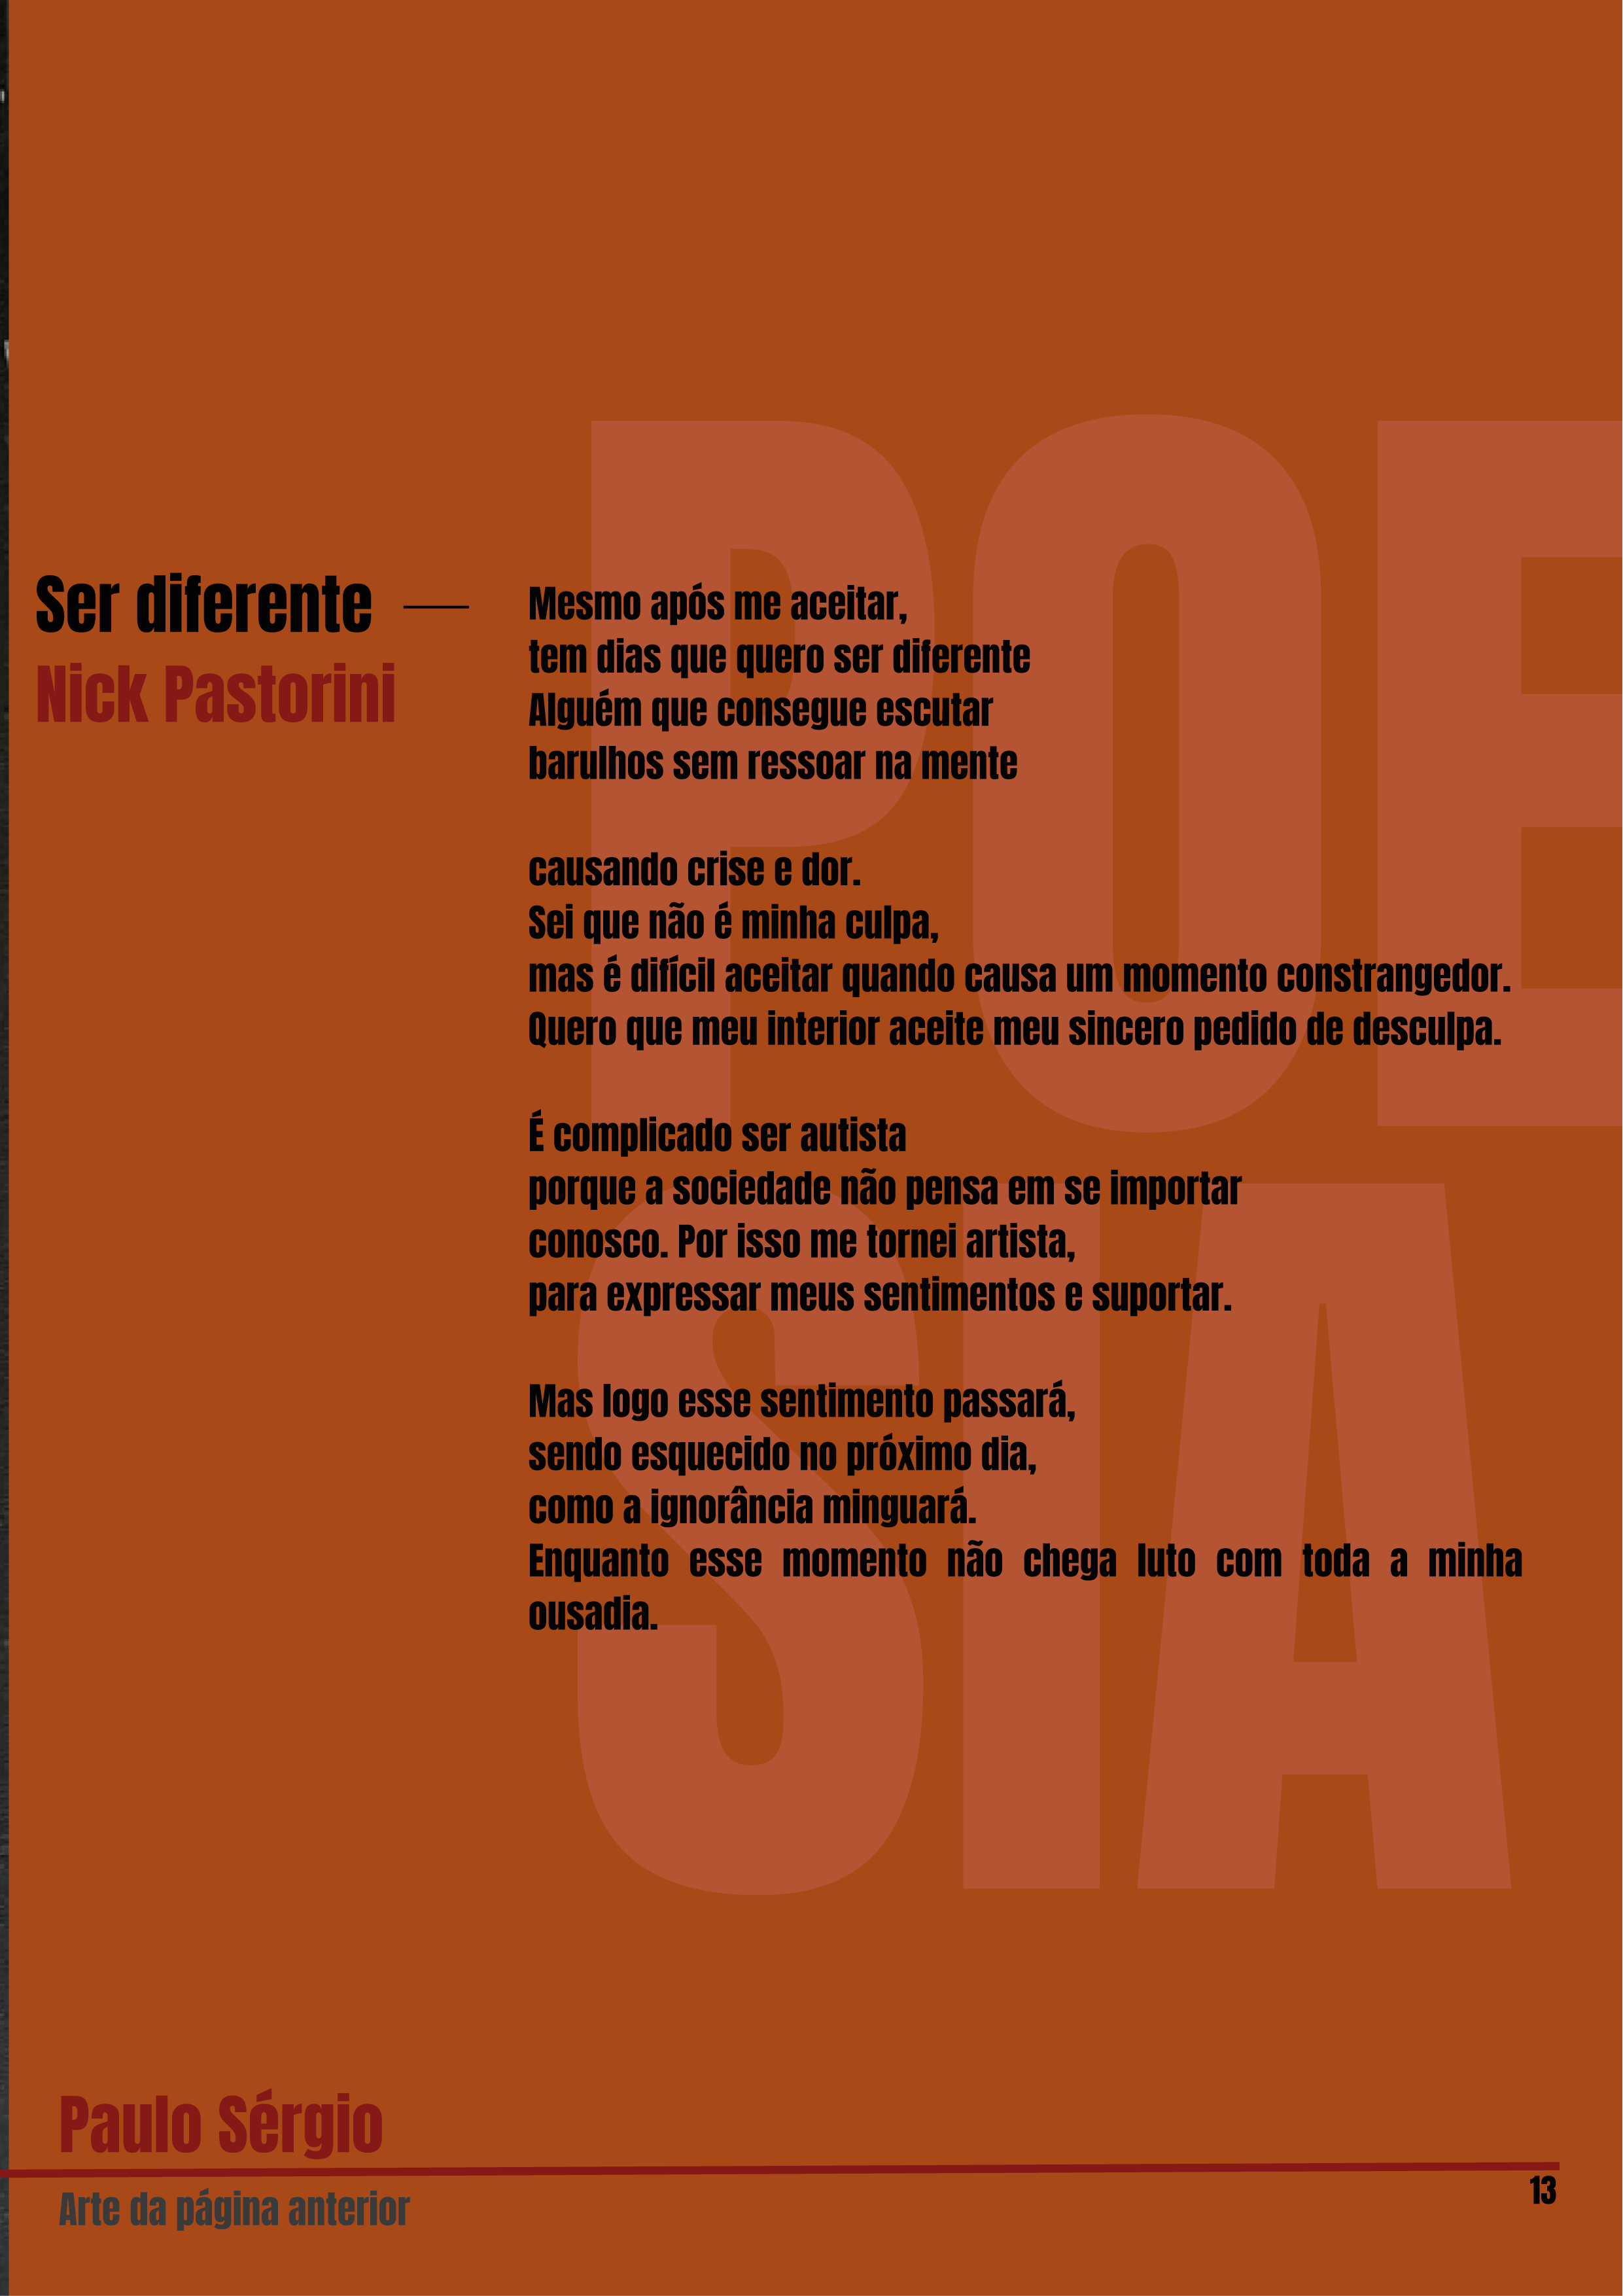 POE
SIA
Ser diferente —
Nick Pastorini
Mesmo após me aceitar,
tem dias que quero ser diferente
Alguém que consegue escutar
barulhos sem ressoar na mente
causando crise e dor.
Sei que não é minha culpa,
mas é difícil aceitar quando causa um momento constrangedor.
Quero que meu interior aceite meu sincero pedido de desculpa.
É complicado ser autista
porque a sociedade não pensa em se importar
conosco. Por isso me tornei artista,
para expressar meus sentimentos e suportar.
Mas logo esse sentimento passará,
sendo esquecido no próximo dia,
como a ignorância minguará.
Enquanto esse momento não chega luto com toda a minha
ousadia.
Paulo Sérgio
Arte da página anterior
13